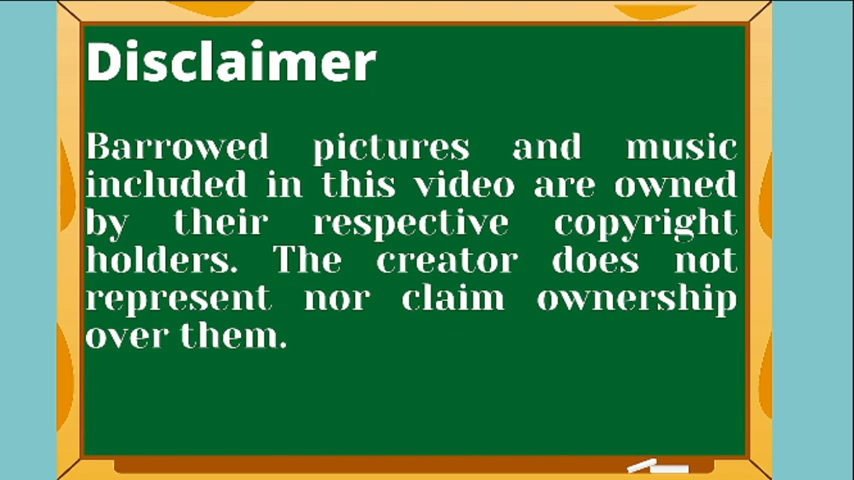 Disclaimer
Barrowed pictures and music
included in this video are owned
by their respective copyright
holders. The creator does not
represent nor claim ownership
over them.